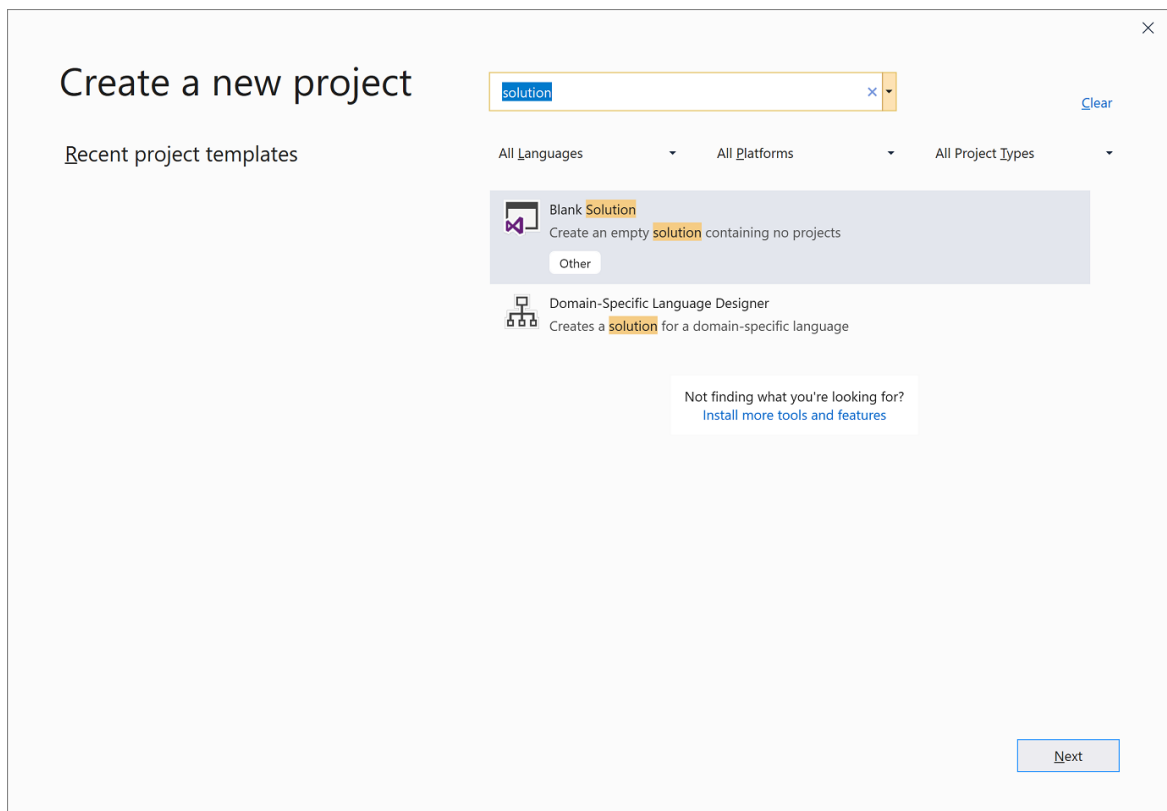 Create a new project
solution
Clear
Recent project templates
All Languages
All Platforms
All Project Types
Blank Solution
Create an empty solution containing no projects
Other
Domain-Specific Language Designer
Creates a solution for a domain-specific language
Not finding what you're looking for?
Install more tools and features
Next